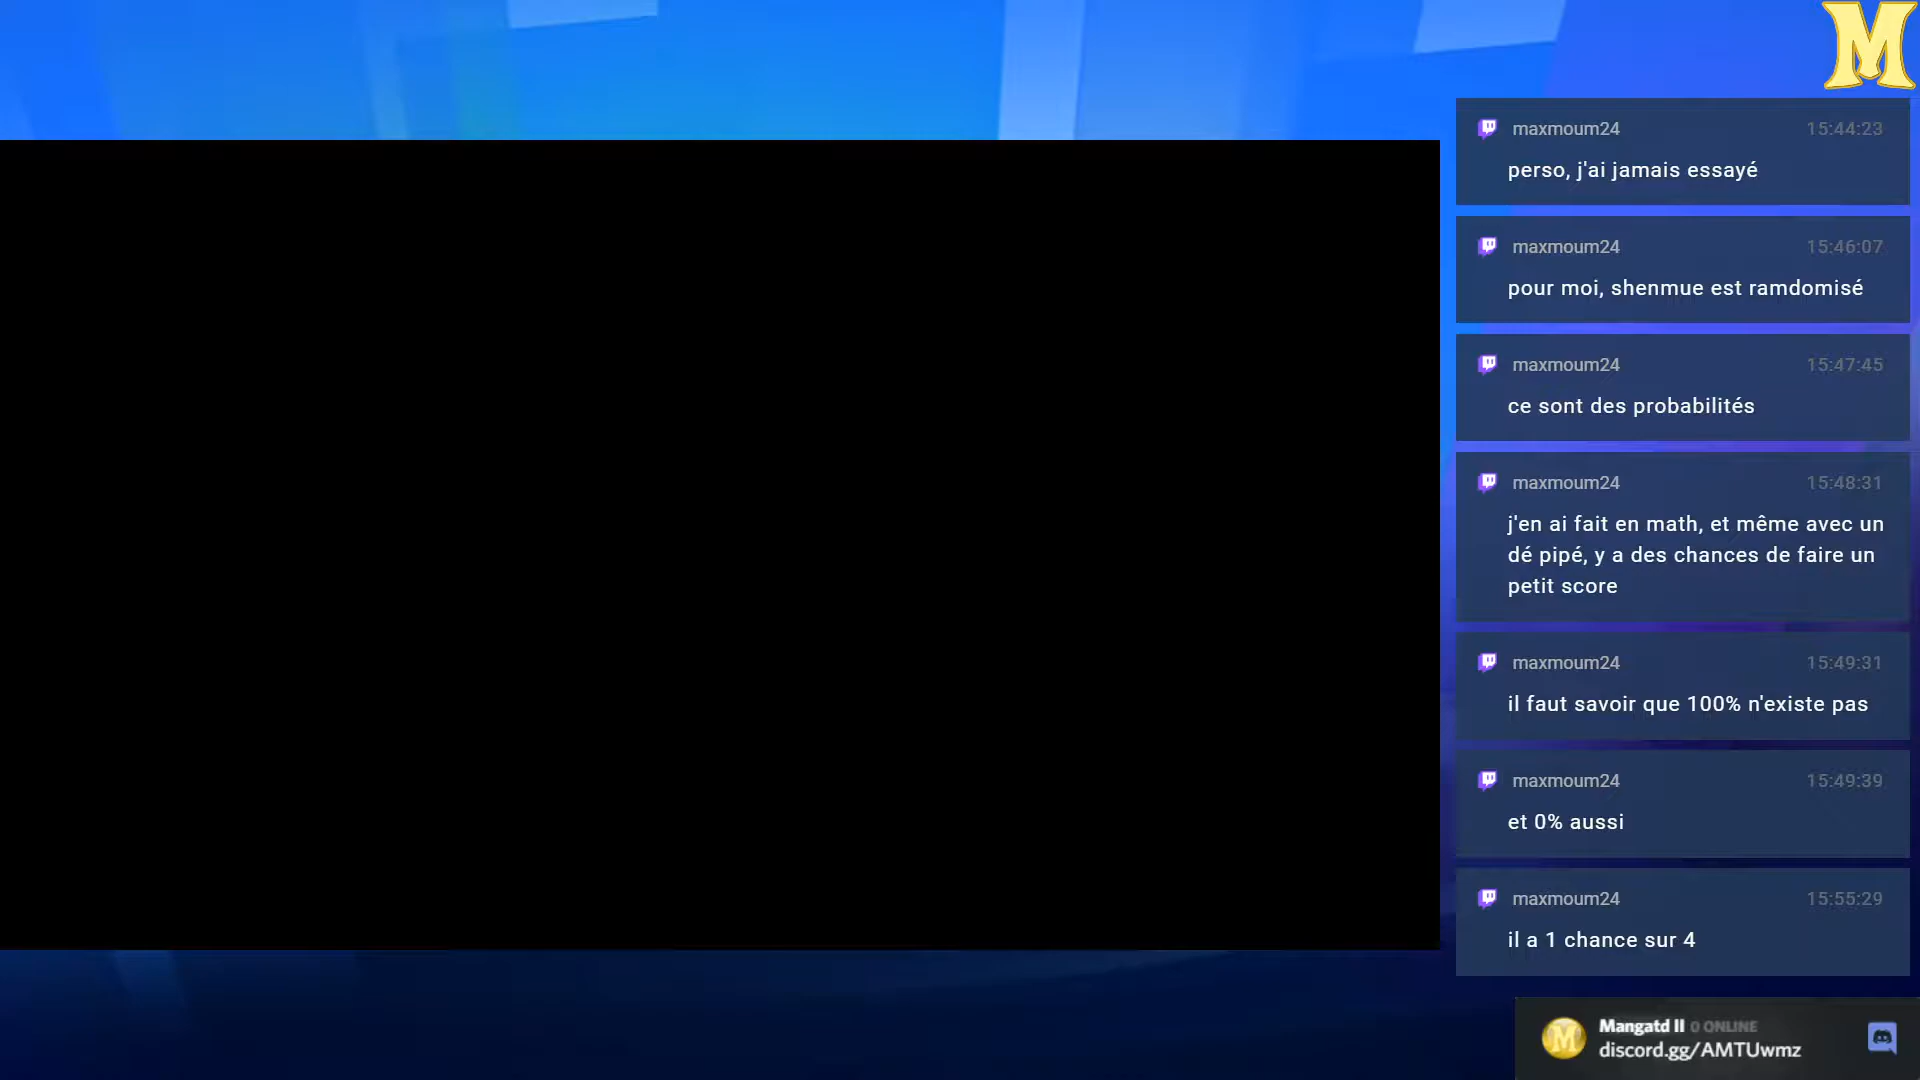 M
maxmoum24 15:44:23
perso, j'ai jamais essayé
maxmoum24 15:46:07
pour moi, shenmue est ramdomisé
maxmoum24 15:47:45
ce sont des probabilités
maxmoum24 15:48:31
j'en ai fait en math, et même avec un
dé pipé, y a des chances de faire un
petit score
maxmoum24 15:49:31
il faut savoir que 100% n'existe pas
maxmoum24 15:49:39
et 0% aussi
maxmoum24 15:55:29
il a 1 chance sur 4
M
Mangatd II 0 ONLINE
discord.gg/AMTUwmz